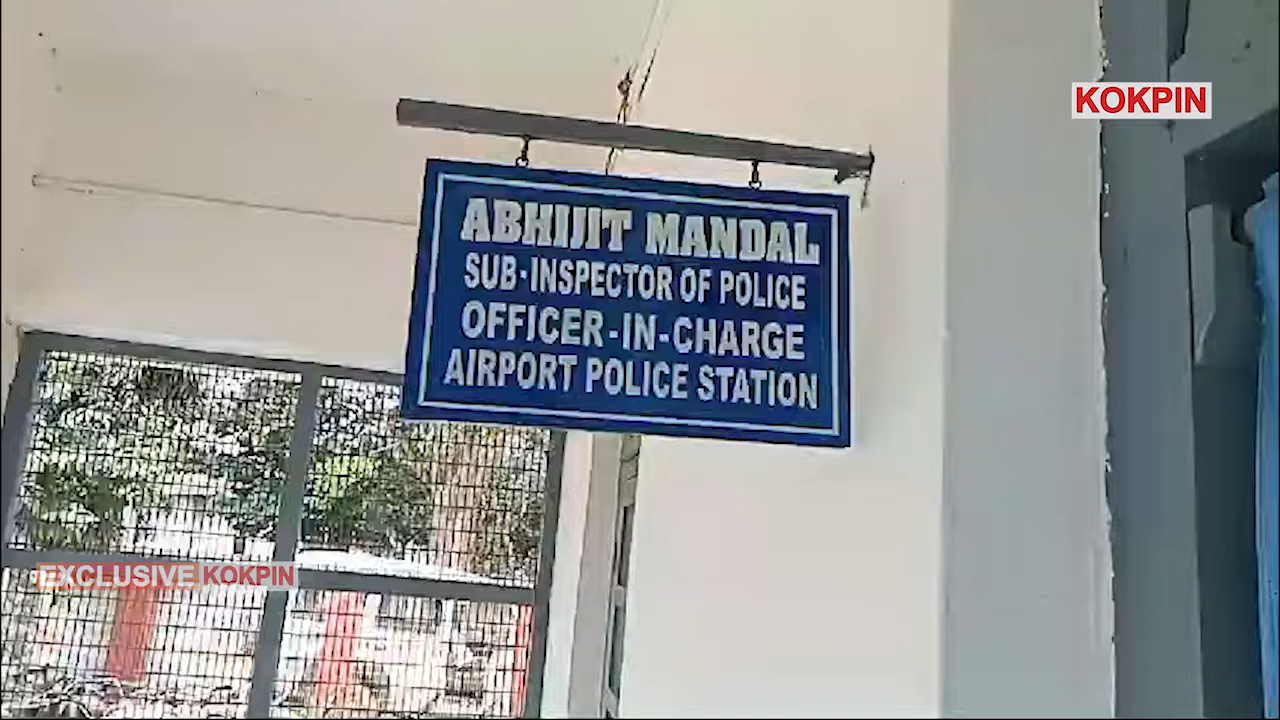 KOKPIN
ABHIJIT MANDAL
SUB-INSPECTOR OF POLICE
OFFICER-IN-CHARGE
AIRPORT POLICE STATION
EXCLUSIVE KOKPIN